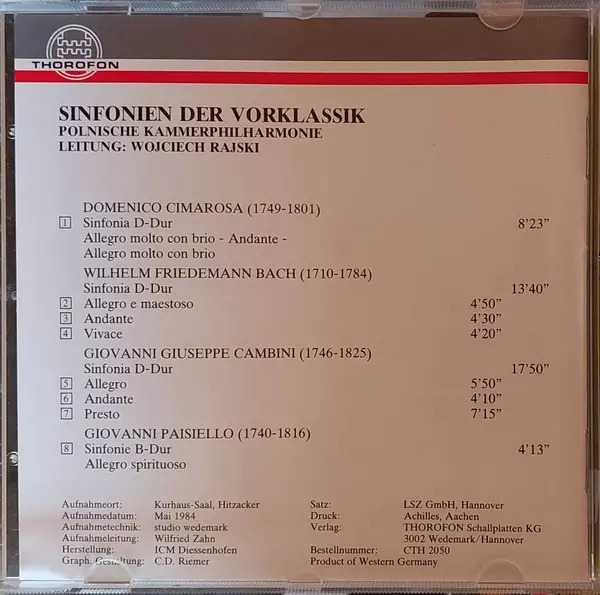 THOROFON
SINFONIEN DER VORKLASSIK
POLNISCHE KAMMERPHILHARMONIE
LEITUNG: WOJCIECH RAJSKI
DOMENICO CIMAROSA (1749-1801)
1 Sinfonia D-Dur 8'23"
Allegro molto con brio - Andante -
Allegro molto con brio
WILHELM FRIEDEMANN BACH (1710-1784)
Sinfonia D-Dur 13'40"
2 Allegro e maestoso 4'50"
3 Andante 4'30"
4 Vivace 4'20"
GIOVANNI GIUSEPPE CAMBINI (1746-1825)
Sinfonia D-Dur 17'50"
5 Allegro 5'50"
6 Andante 4'10"
7 Presto 7'15"
GIOVANNI PAISIELLO (1740-1816)
8 Sinfonie B-Dur 4'13"
Allegro spirituoso
Aufnahmeort: Kurhaus-Saal, Hitzacker
Aufnahmedatum: Mai 1984
Aufnahmetechnik: studio wedemark
Aufnahmeleitung: Wilfried Zahn
Herstellung: ICM Diessenhofen
Graph. Gestaltung: C.D. Riemer
Satz: LSZ GmbH, Hannover
Druck: Achilles, Aachen
Verlag: THOROFON Schallplatten KG
3002 Wedemark/Hannover
Bestellnummer: CTH 2050
Product of Western Germany